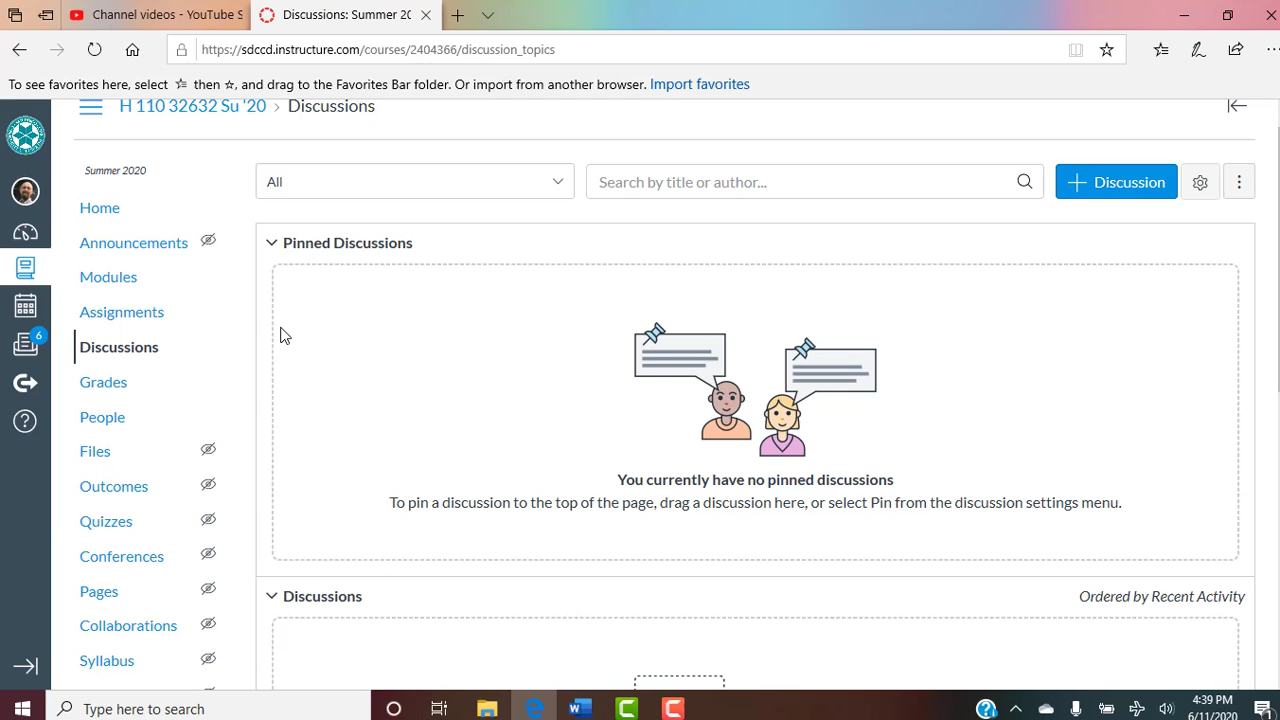 Channel videos - YouTube S
Discussions: Summer 20
https://sdccd.instructure.com/courses/2404366/discussion_topics
To see favorites here, select then ☆, and drag to the Favorites Bar folder. Or import from another browser. Import favorites
H 110 32632 Su '20 > Discussions
Summer 2020
All
Search by title or author...
+ Discussion
Home
Announcements
Modules
Assignments
Discussions
Grades
People
Files
Outcomes
Quizzes
Conferences
Pages
Collaborations
Syllabus
6
Pinned Discussions
You currently have no pinned discussions
To pin a discussion to the top of the page, drag a discussion here, or select Pin from the discussion settings menu.
Discussions
Ordered by Recent Activity
Type here to search
4:39 PM
6/11/2020